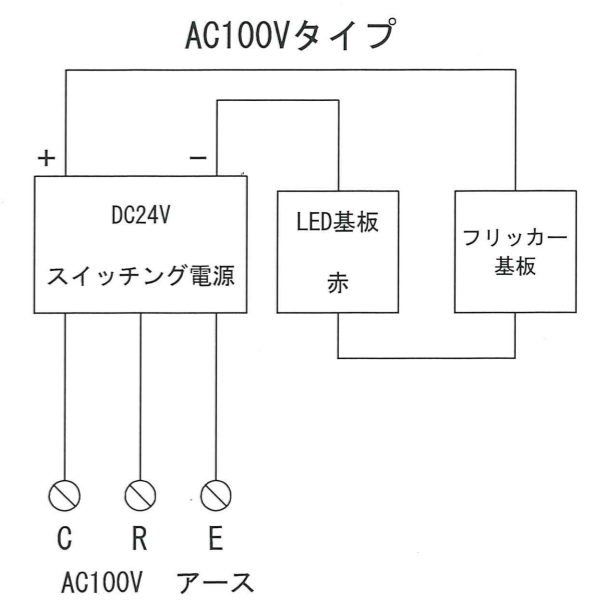 AC100Vタイプ
+ −
DC24V
スイッチング電源
LED基板
赤
フリッカー
基板
C R E
AC100V アース